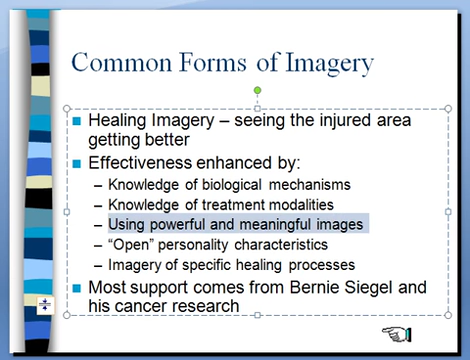 Common Forms of Imagery
Healing Imagery – seeing the injured area
getting better
Effectiveness enhanced by:
– Knowledge of biological mechanisms
– Knowledge of treatment modalities
– Using powerful and meaningful images
– “Open” personality characteristics
– Imagery of specific healing processes
Most support comes from Bernie Siegel and
his cancer research